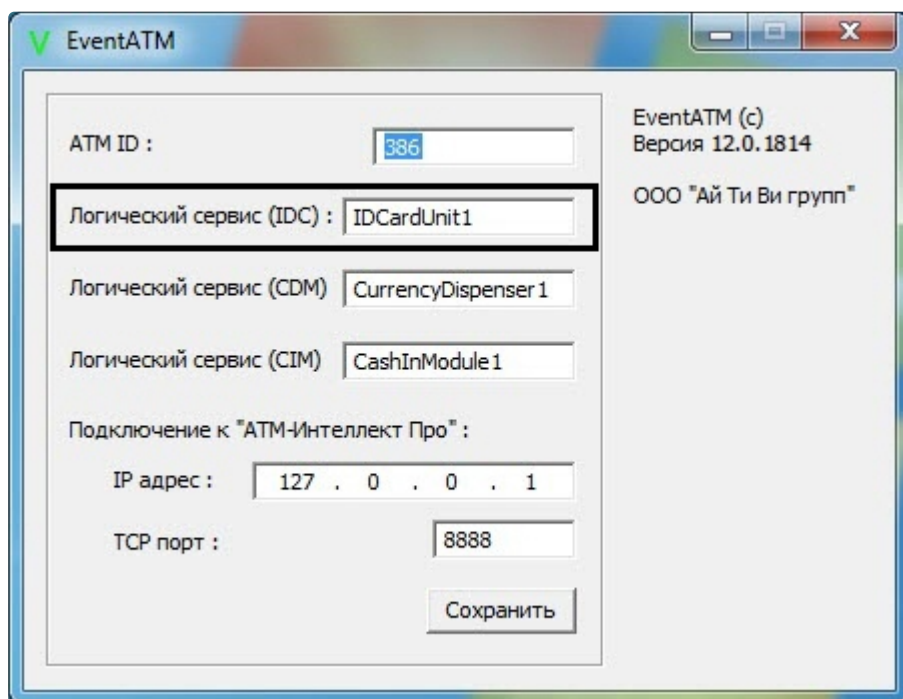 EventATM
ATM ID : 386
Логический сервис (IDC) : IDCardUnit1
Логический сервис (CDM) CurrencyDispenser1
Логический сервис (CIM) CashInModule1
Подключение к "АТМ-Интеллект Про" :
IP адрес : 127 . 0 . 0 . 1
TCP порт : 8888
Сохранить
EventATM (c)
Версия 12.0.1814
ООО "Ай Ти Ви групп"